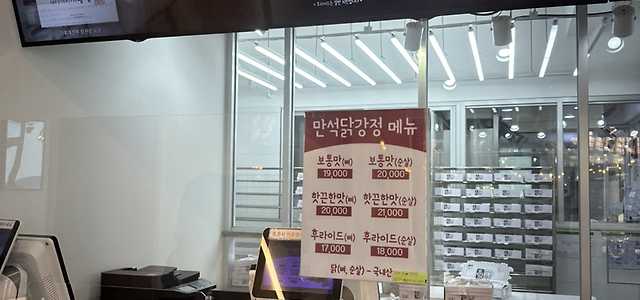 만석닭강정 메뉴
보통맛(뼈) 보통맛(순살)
19,000 20,000
핫끈한맛(뼈) 핫끈한맛(순살)
20,000 21,000
후라이드(뼈) 후라이드(순살)
17,000 18,000
닭(뼈, 순살) - 국내산